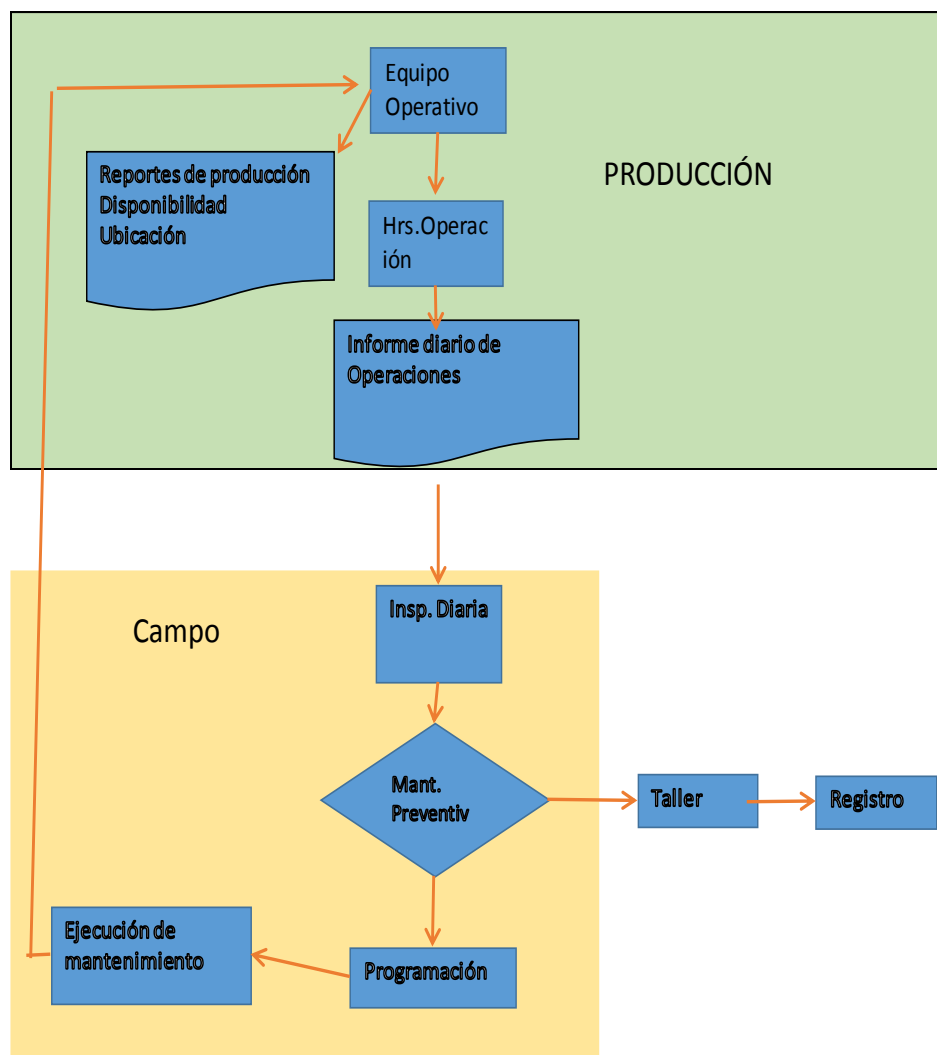 Equipo
Operativo
Reportes de producción
Disponibilidad
Ubicación
PRODUCCIÓN
Hrs.Operac
ión
Informe diario de
Operaciones
Insp. Diaria
Campo
Mant.
Preventiv
Taller
Registro
Ejecución de
mantenimiento
Programación